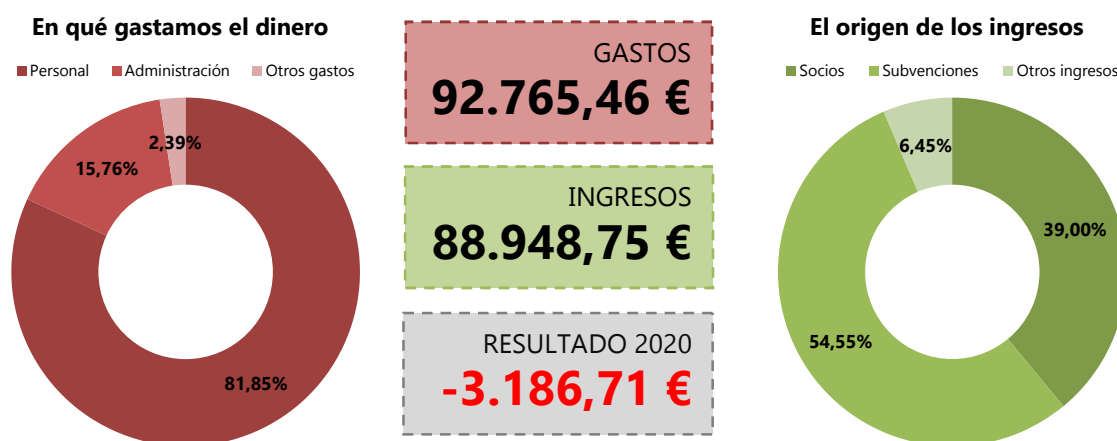 En qué gastamos el dinero
Personal Administración Otros gastos
2,39%
15,76%
81,85%
GASTOS
92.765,46 €
INGRESOS
88.948,75 €
RESULTADO 2020
-3.186,71 €
El origen de los ingresos
Socios Subvenciones Otros ingresos
6,45%
39,00%
54,55%